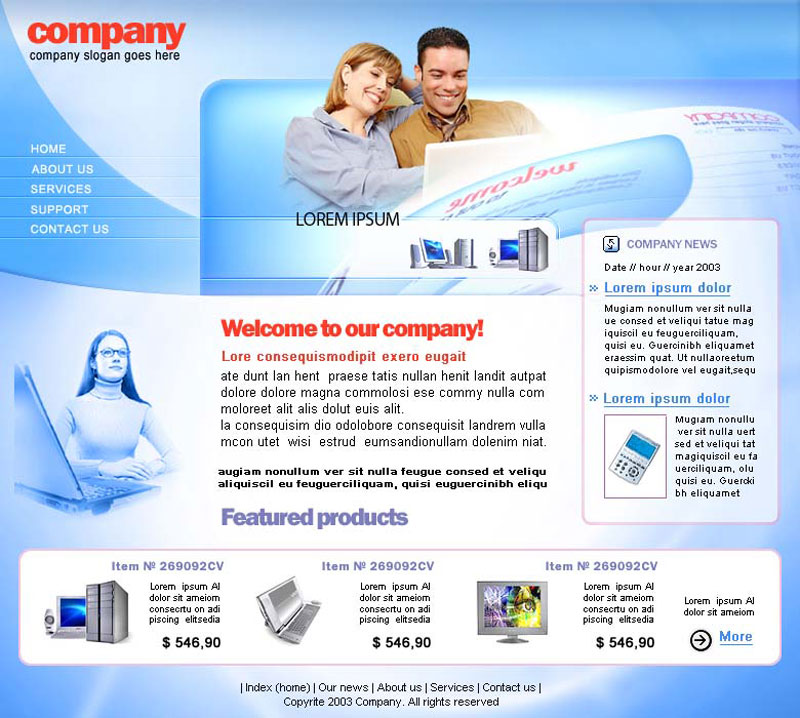 company
company slogan goes here
HOME
ABOUT US
SERVICES
SUPPORT
CONTACT US
COMPANY
welcome
LOREM IPSUM
COMPANY NEWS
Date // hour // year 2003
Lorem ipsum dolor
Mugiam nonullum ver sit nulla
ue consed et veliqui tatue mag
iquiscil eu feuguerciliquam,
quisi eu. Guercinibh eliquamet
eraessim quat. Ut nullaoreetum
quipismodolore vel eugait,sequ
Lorem ipsum dolor
Mugiam nonullu
ver sit nulla uert
sed et veliqui tat
magiquiscil eu fa
uerciliquam, olu
quisi eu. Guercki
bh eliquamet
Welcome to our company!
Lore consequismodipit exero eugait
ate dunt lan hent praese tatis nullan henit landit autpat
dolore dolore magna commolosi ese commy nulla com
moloreet alit alis dolut euis alit.
la consequisim dio odolobore consequisit landrem vulla
mcon utet wisi estrud eumsandionullam dolenim niat.
augiam nonullum ver sit nulla feugue consed et veliqu
aliquiscil eu feuguerciliquam, quisi euguercinibh eliqu
Featured products
Item № 269092CV
Lorem ipsum Al
dolor sit ameiom
consecrtu on adi
piscing elitsedia
$ 546,90
Item № 269092CV
Lorem ipsum Al
dolor sit ameiom
consecrtu on adi
piscing elitsedia
$ 546,90
Item № 269092CV
Lorem ipsum Al
dolor sit ameiom
consecrtu on adi
piscing elitsedia
$ 546,90
Lorem ipsum Al
dolor sit ameiom
More
| Index (home) | Our news | About us | Services | Contact us |
Copyrite 2003 Company. All rights reserved